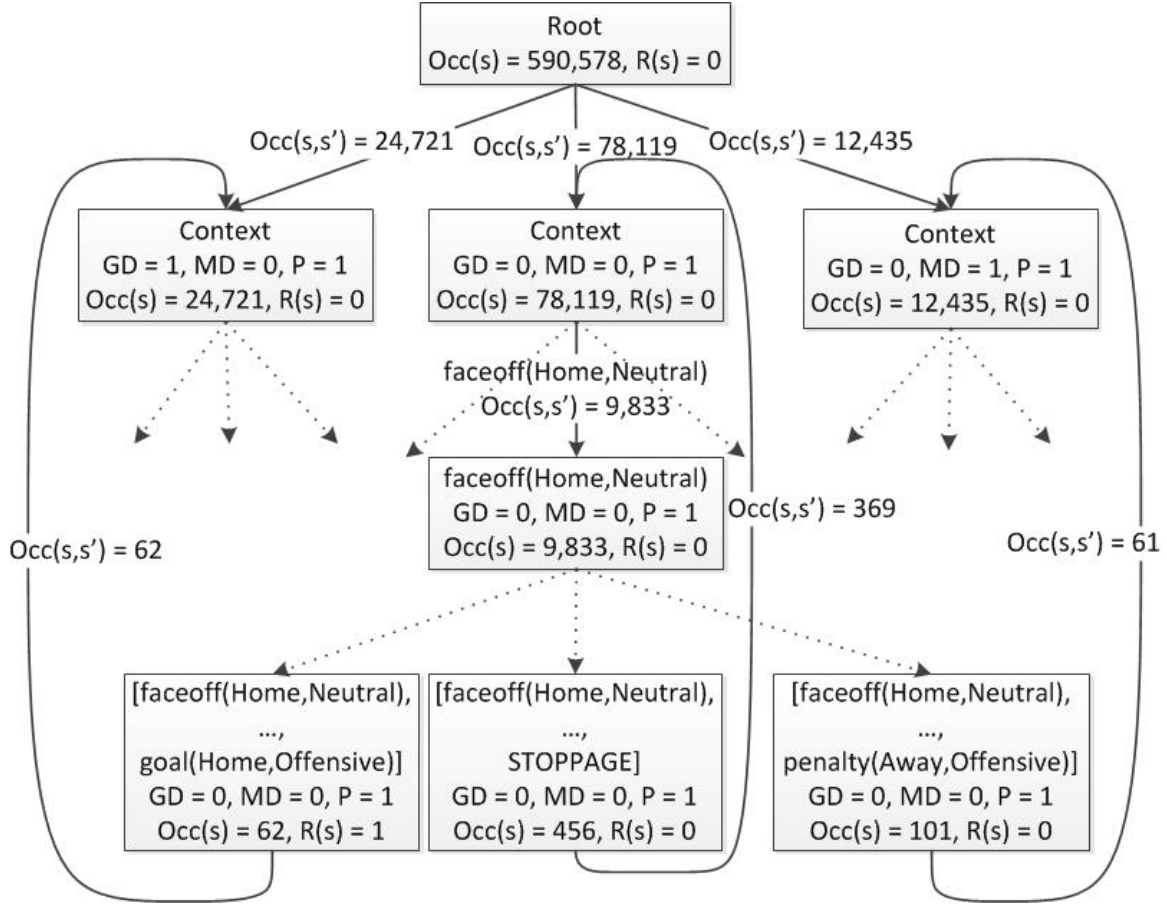 Root
Occ(s) = 590,578, R(s) = 0
Occ(s,s’) = 24,721
Occ(s,s’) = 78,119
Occ(s,s’) = 12,435
Context
GD = 1, MD = 0, P = 1
Occ(s) = 24,721, R(s) = 0
Context
GD = 0, MD = 0, P = 1
Occ(s) = 78,119, R(s) = 0
Context
GD = 0, MD = 1, P = 1
Occ(s) = 12,435, R(s) = 0
faceoff(Home,Neutral)
Occ(s,s’) = 9,833
faceoff(Home,Neutral)
GD = 0, MD = 0, P = 1
Occ(s) = 9,833, R(s) = 0
Occ(s,s’) = 62
Occ(s,s’) = 369
Occ(s,s’) = 61
[faceoff(Home,Neutral),
...,
goal(Home,Offensive)]
GD = 0, MD = 0, P = 1
Occ(s) = 62, R(s) = 1
[faceoff(Home,Neutral),
...,
STOPPAGE]
GD = 0, MD = 0, P = 1
Occ(s) = 456, R(s) = 0
[faceoff(Home,Neutral),
...,
penalty(Away,Offensive)]
GD = 0, MD = 0, P = 1
Occ(s) = 101, R(s) = 0